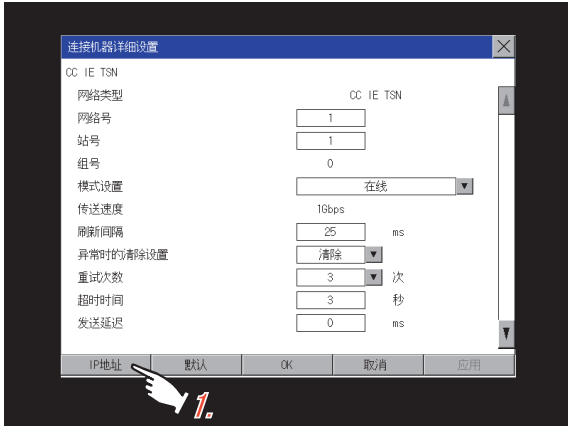 连接机器详细设置
CC IE TSN
网络类型 CC IE TSN
网络号 1
站号 1
组号 0
模式设置 在线
传送速度 1Gbps
刷新间隔 25 ms
异常时的清除设置 清除
重试次数 3 次
超时时间 3 秒
发送延迟 0 ms
IP地址 默认 OK 取消 应用
1.